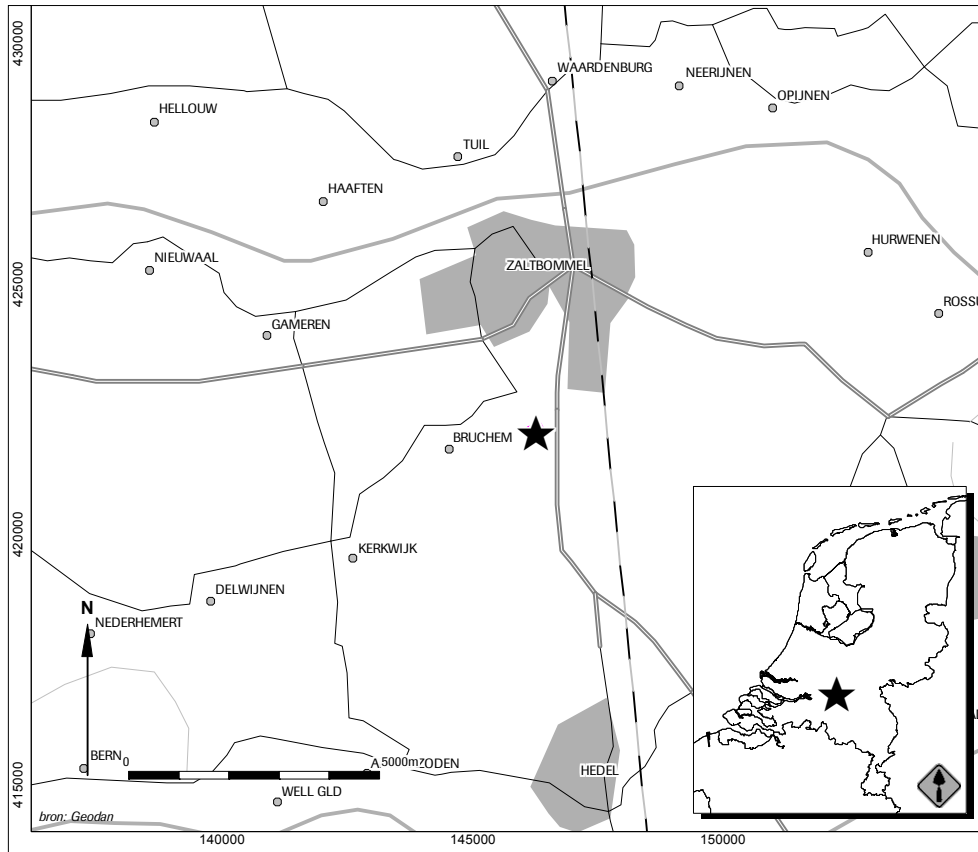 430000
WAARDENBURG
NEERIJNEN
OPIJNEN
HELLOUW
TUIL
HAAFTEN
HURWENEN
425000
NIEUWAAL
ZALTBOMMEL
GAMEREN
BRUCHEM
420000
KERKWIJK
DELWIJNEN
N
NEDERHEMERT
BERN
0
5000m
HEDEL
WELL GLD
415000
bron: Geodan
140000
145000
150000